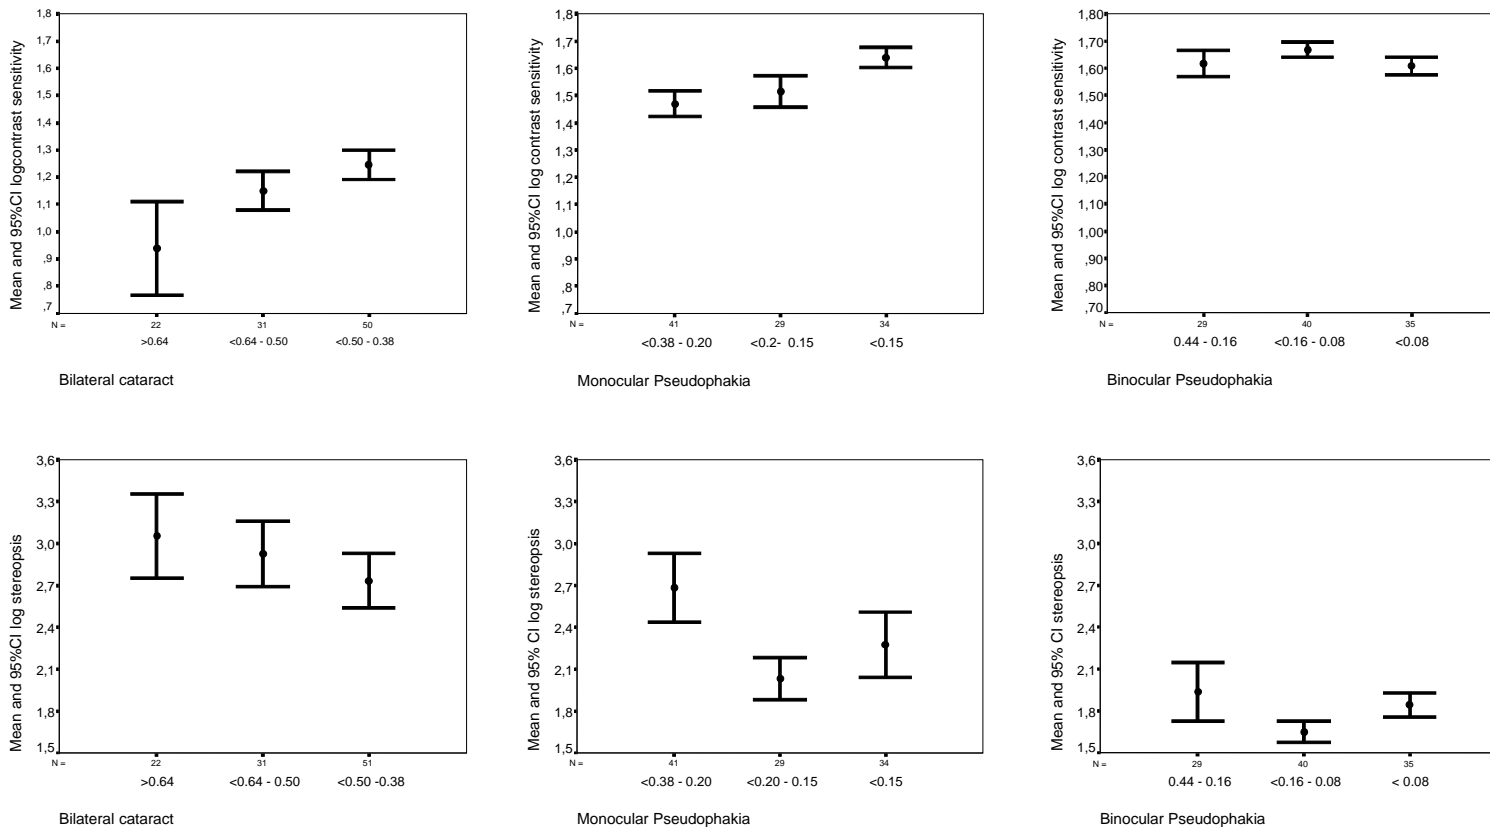 Mean and 95%CI logcontrast sensitivity
1,8
1,7
1,6
1,5
1,4
1,3
1,2
1,1
1,0
,9
,8
,7
N = 22 31 50
>0.64 <0.64 - 0.50 <0.50 - 0.38
Bilateral cataract
Mean and 95%CI log contrast sensitivity
1,8
1,7
1,6
1,5
1,4
1,3
1,2
1,1
1,0
,9
,8
,7
N = 41 29 34
<0.38 - 0.20 <0.2- 0.15 <0.15
Monocular Pseudophakia
Mean and 95%CI log contrast sensitivity
1,80
1,70
1,60
1,50
1,40
1,30
1,20
1,10
1,00
,90
,80
,70
N = 29 40 35
0.44 - 0.16 <0.16 - 0.08 <0.08
Binocular Pseudophakia
Mean and 95%CI log stereopsis
3,6
3,3
3,0
2,7
2,4
2,1
1,8
1,5
N = 22 31 51
>0.64 <0.64 - 0.50 <0.50 -0.38
Bilateral cataract
Mean and 95% CI log stereopsis
3,6
3,3
3,0
2,7
2,4
2,1
1,8
1,5
N = 41 29 34
<0.38 - 0.20 <0.20 - 0.15 <0.15
Monocular Pseudophakia
Mean and 95% CI stereopsis
3,6
3,3
3,0
2,7
2,4
2,1
1,8
1,5
N = 29 40 35
0.44 - 0.16 <0.16 - 0.08 < 0.08
Binocular Pseudophakia